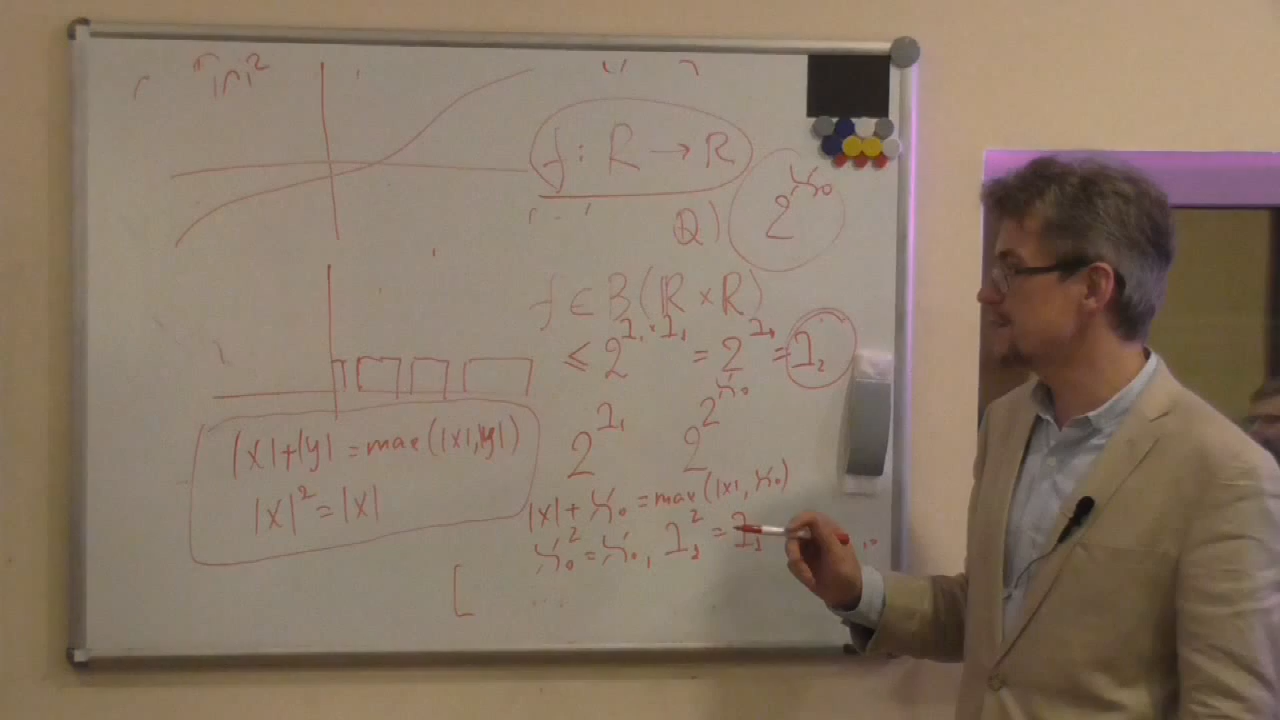 f : R → R
Q) 2^ℵ₀
f ∈ B(R × R)
≤ 2^(ℶ₁·ℶ₁) = 2^ℶ₁ = ℶ₂
2^ℶ₁ 2^2^ℵ₀
|x|+|y| = max(|x|,|y|)
|x|² = |x|
|x| + ℵ₀ = max(|x|, ℵ₀)
ℵ₀² = ℵ₀, ℶ₁² = ℶ₁